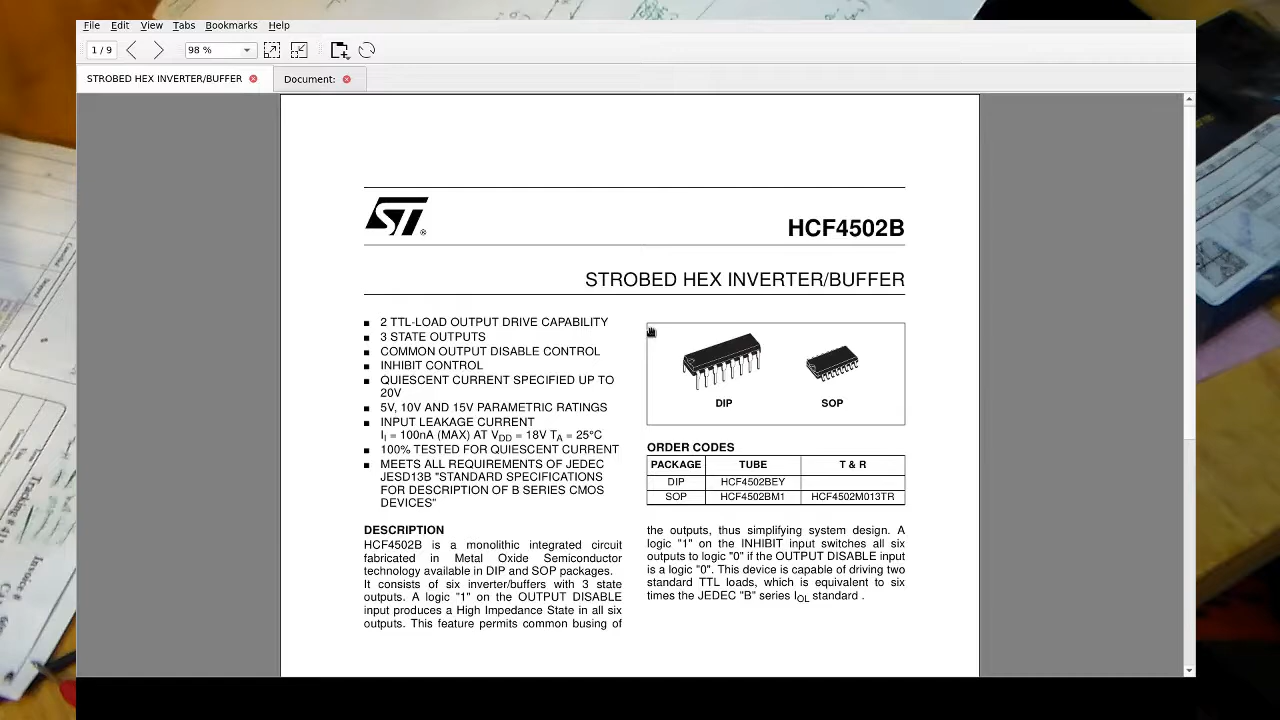 File Edit View Tabs Bookmarks Help
1 / 9
98 %
STROBED HEX INVERTER/BUFFER
Document:
ST
®
HCF4502B
STROBED HEX INVERTER/BUFFER
■ 2 TTL-LOAD OUTPUT DRIVE CAPABILITY
■ 3 STATE OUTPUTS
■ COMMON OUTPUT DISABLE CONTROL
■ INHIBIT CONTROL
■ QUIESCENT CURRENT SPECIFIED UP TO
20V
■ 5V, 10V AND 15V PARAMETRIC RATINGS
■ INPUT LEAKAGE CURRENT
II = 100nA (MAX) AT VDD = 18V TA = 25°C
■ 100% TESTED FOR QUIESCENT CURRENT
■ MEETS ALL REQUIREMENTS OF JEDEC
JESD13B "STANDARD SPECIFICATIONS
FOR DESCRIPTION OF B SERIES CMOS
DEVICES"
DESCRIPTION
HCF4502B is a monolithic integrated circuit
fabricated in Metal Oxide Semiconductor
technology available in DIP and SOP packages.
It consists of six inverter/buffers with 3 state
outputs. A logic "1" on the OUTPUT DISABLE
input produces a High Impedance State in all six
outputs. This feature permits common busing of
DIP SOP
ORDER CODES
PACKAGE TUBE T & R
DIP HCF4502BEY
SOP HCF4502BM1 HCF4502M013TR
the outputs, thus simplifying system design. A
logic "1" on the INHIBIT input switches all six
outputs to logic "0" if the OUTPUT DISABLE input
is a logic "0". This device is capable of driving two
standard TTL loads, which is equivalent to six
times the JEDEC "B" series IOL standard .
Invoice